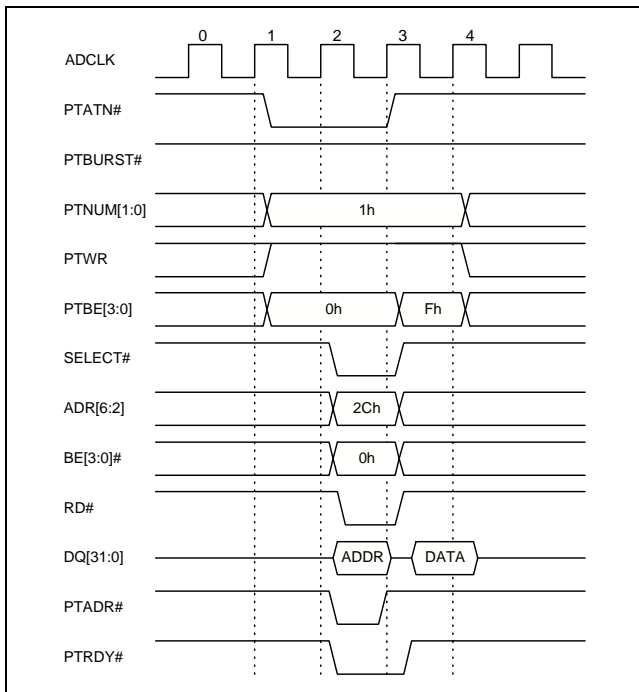 0 1 2 3 4
ADCLK
PTATN#
PTBURST#
PTNUM[1:0] 1h
PTWR
PTBE[3:0] 0h Fh
SELECT#
ADR[6:2] 2Ch
BE[3:0]# 0h
RD#
DQ[31:0] ADDR DATA
PTADR#
PTRDY#